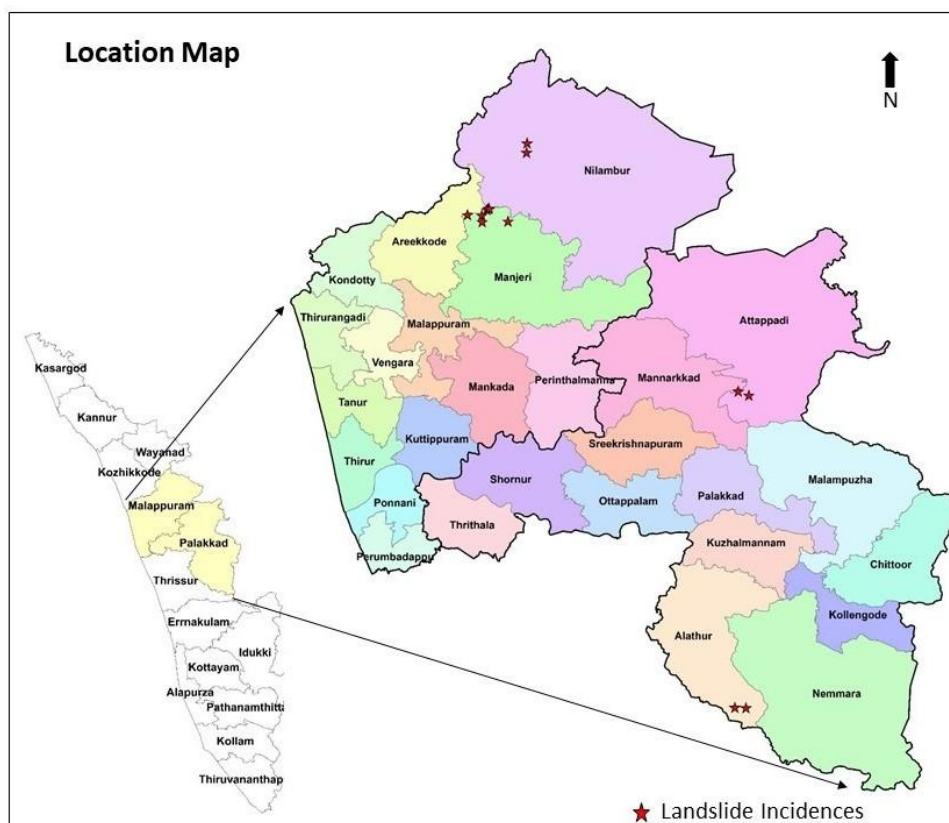 Location Map
N
Nilambur
Areekkode
Manjeri
Kondotty
Thirurangadi
Malappuram
Attappadi
Vengara
Mankada
Perinthalmanna
Mannarkkad
Tanur
Kuttippuram
Sreekrishnapuram
Thirur
Shornur
Malampuzha
Ponnani
Ottappalam
Palakkad
Thrithala
Kuzhalmannam
Perumbadappu
Chittoor
Kollengode
Alathur
Nemmara
Kasargod
Kannur
Wayanad
Kozhikkode
Malappuram
Palakkad
Thrissur
Errnakulam
Idukki
Kottayam
Alapurza
Pathanamthitt
Kollam
Thiruvananthap
Landslide Incidences